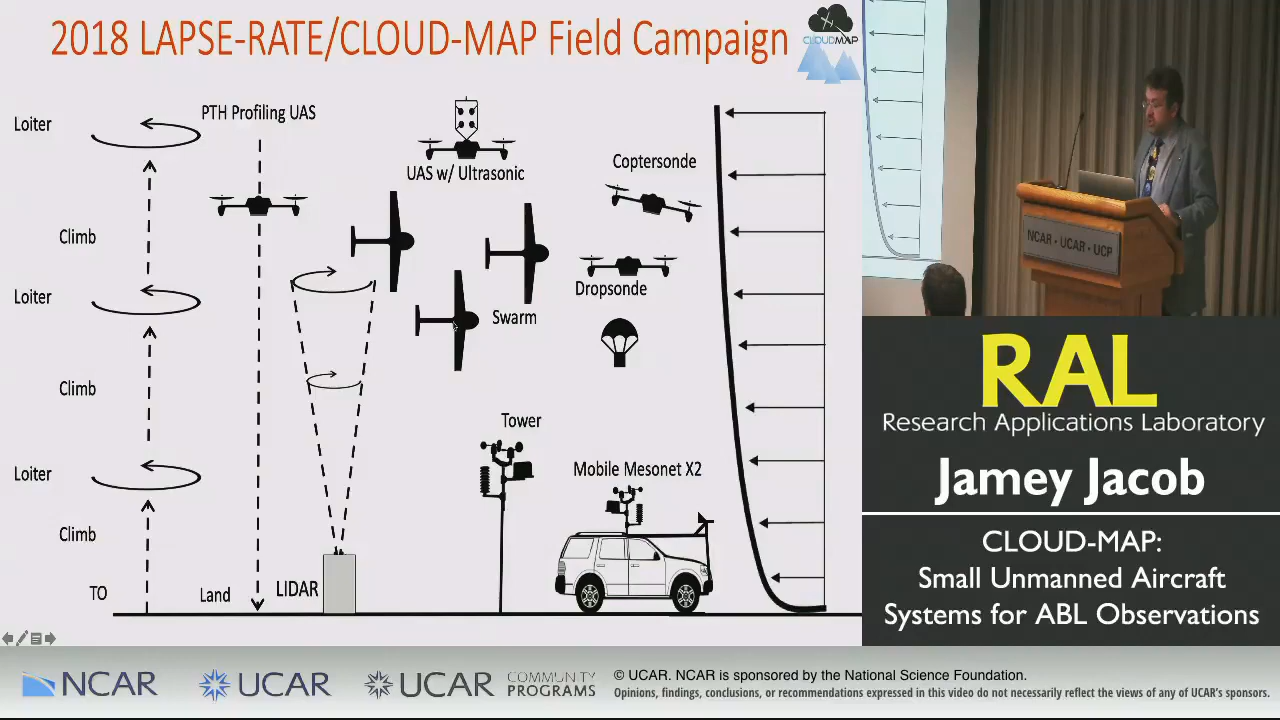 2018 LAPSE-RATE/CLOUD-MAP Field Campaign
CLOUDMAP
Loiter
PTH Profiling UAS
UAS w/ Ultrasonic
Coptersonde
Climb
Loiter
Dropsonde
Swarm
Climb
Tower
Loiter
Mobile Mesonet X2
Climb
TO
Land
LIDAR
NCAR • UCAR • UCP
RAL
Research Applications Laboratory
Jamey Jacob
CLOUD-MAP:
Small Unmanned Aircraft
Systems for ABL Observations
NCAR
UCAR
UCAR
COMMUNITY
PROGRAMS
© UCAR. NCAR is sponsored by the National Science Foundation.
Opinions, findings, conclusions, or recommendations expressed in this video do not necessarily reflect the views of any of UCAR's sponsors.